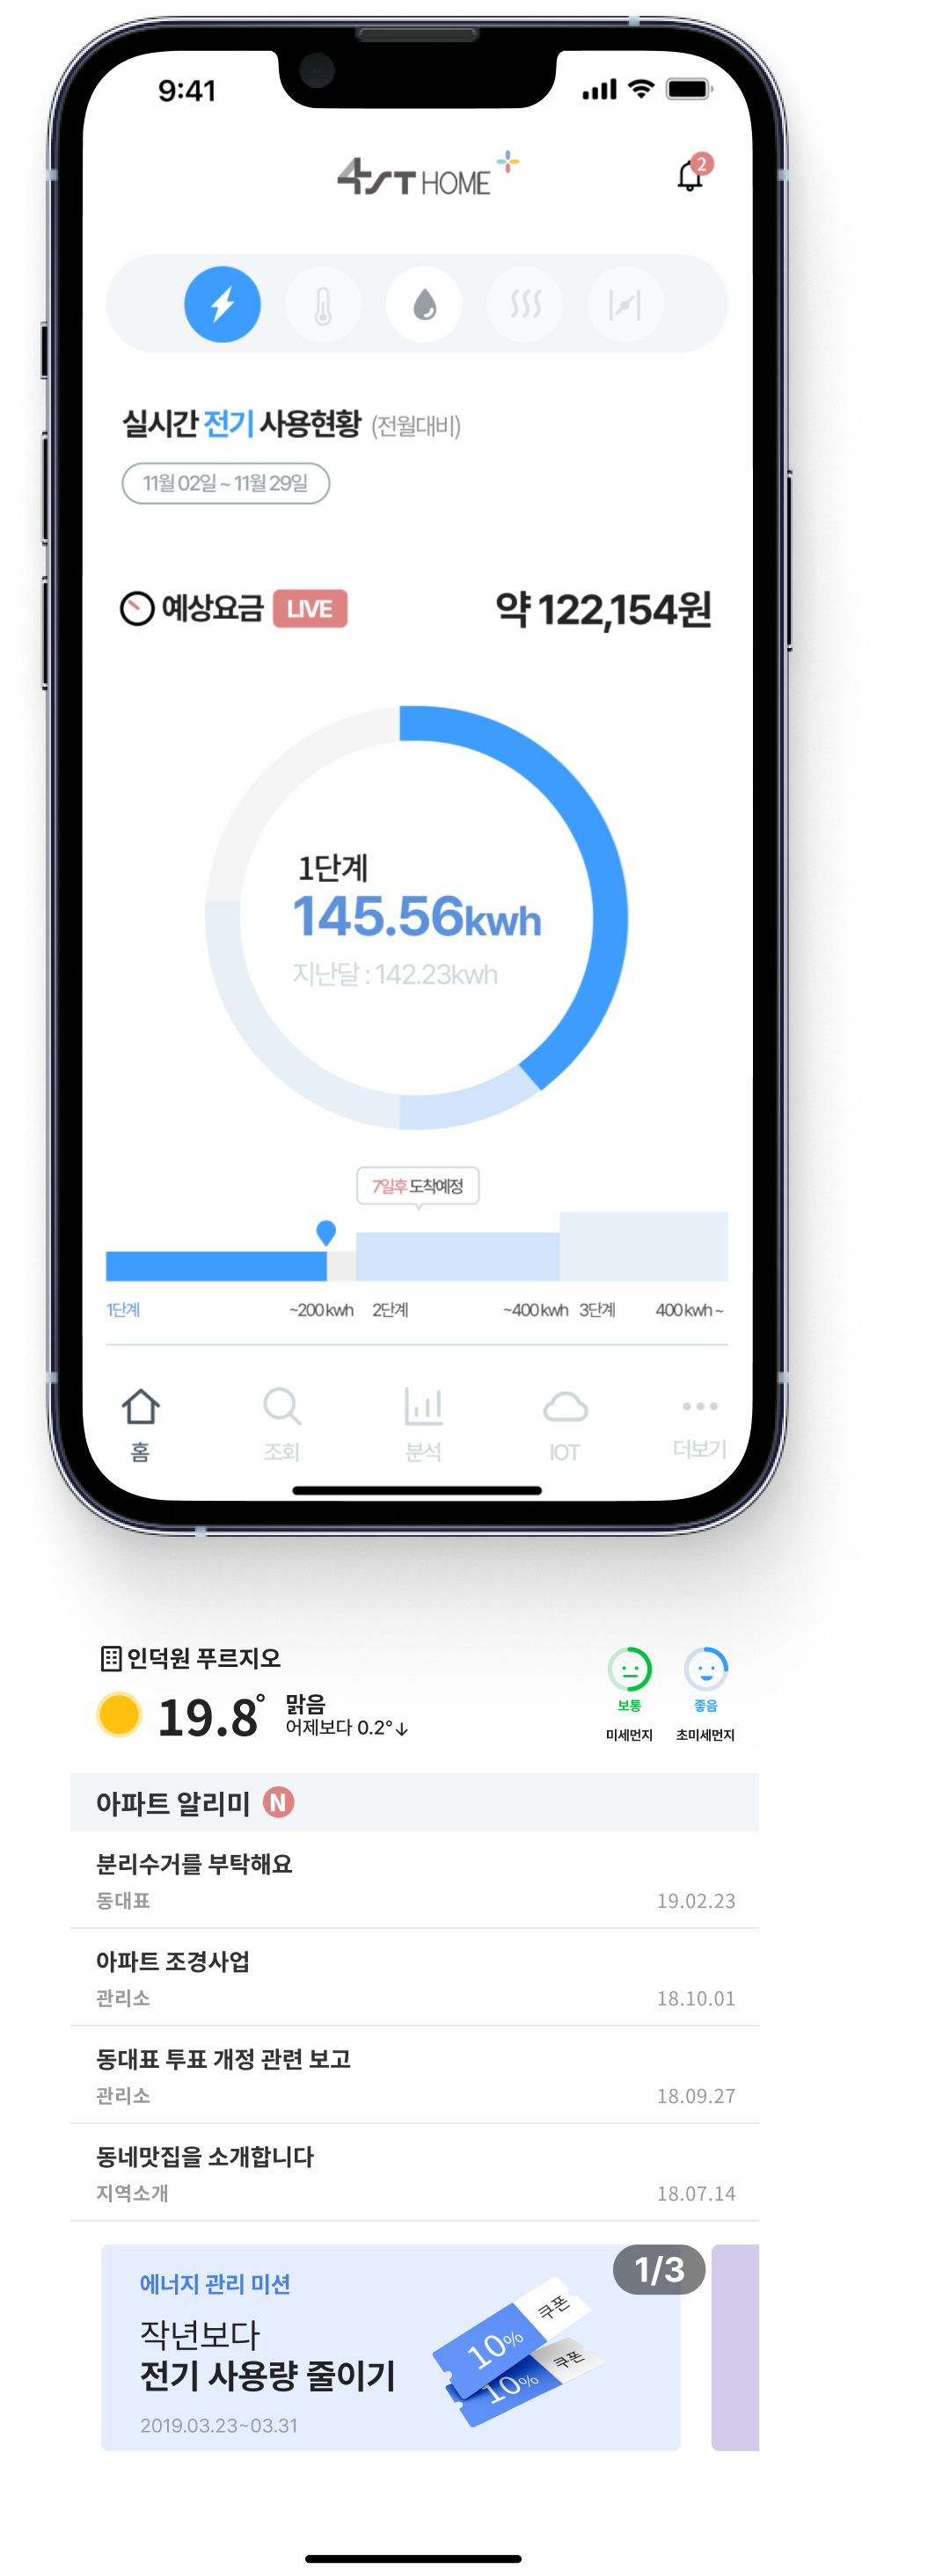 9:41
4ST HOME
2
실시간 전기 사용현황 (전월대비)
11월 02일 ~ 11월 29일
예상요금 LIVE 약 122,154원
1단계
145.56kwh
지난달 : 142.23kwh
7일후 도착예정
1단계 ~200 kwh 2단계 ~400 kwh 3단계 400 kwh ~
홈 조회 분석 IOT 더보기
인덕원 푸르지오
19.8° 맑음
어제보다 0.2°↓
보통 좋음
미세먼지 초미세먼지
아파트 알리미 N
분리수거를 부탁해요
동대표 19.02.23
아파트 조경사업
관리소 18.10.01
동대표 투표 개정 관련 보고
관리소 18.09.27
동네맛집을 소개합니다
지역소개 18.07.14
1/3
에너지 관리 미션
작년보다
전기 사용량 줄이기
2019.03.23~03.31
10% 쿠폰
10% 쿠폰